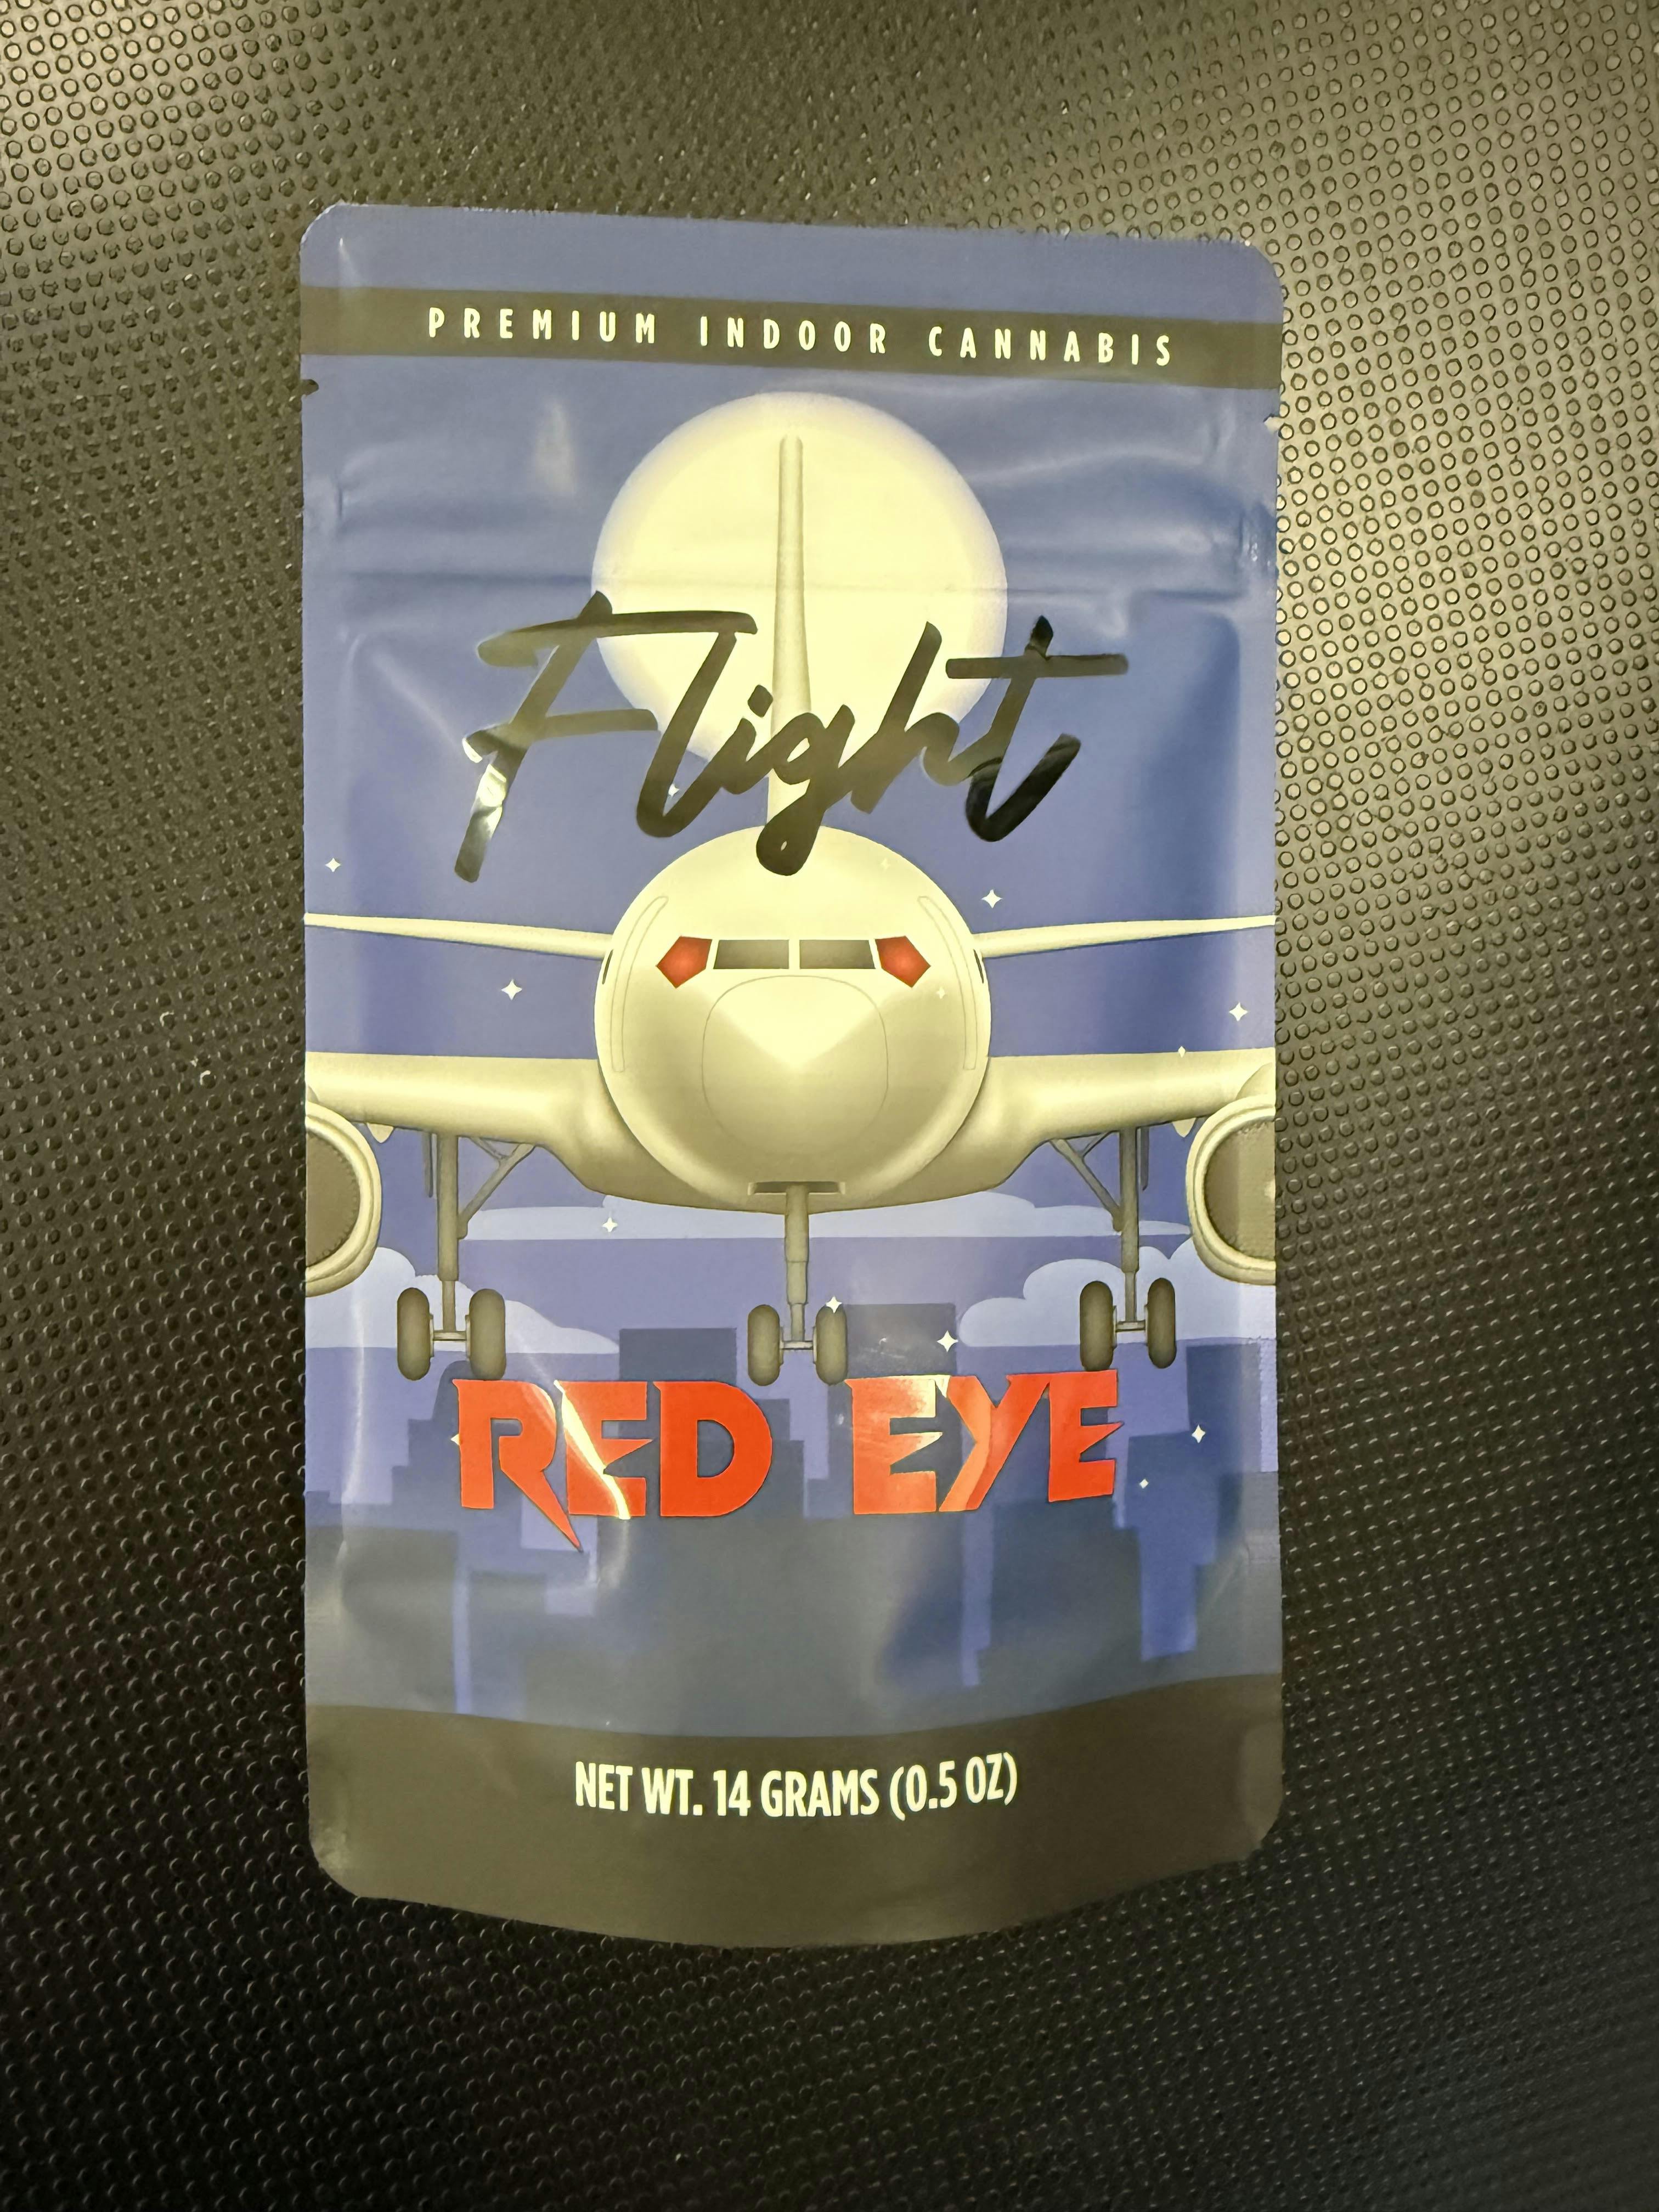 PREMIUM INDOOR CANNABIS
Flight
RED EYE
NET WT. 14 GRAMS (0.5 OZ)